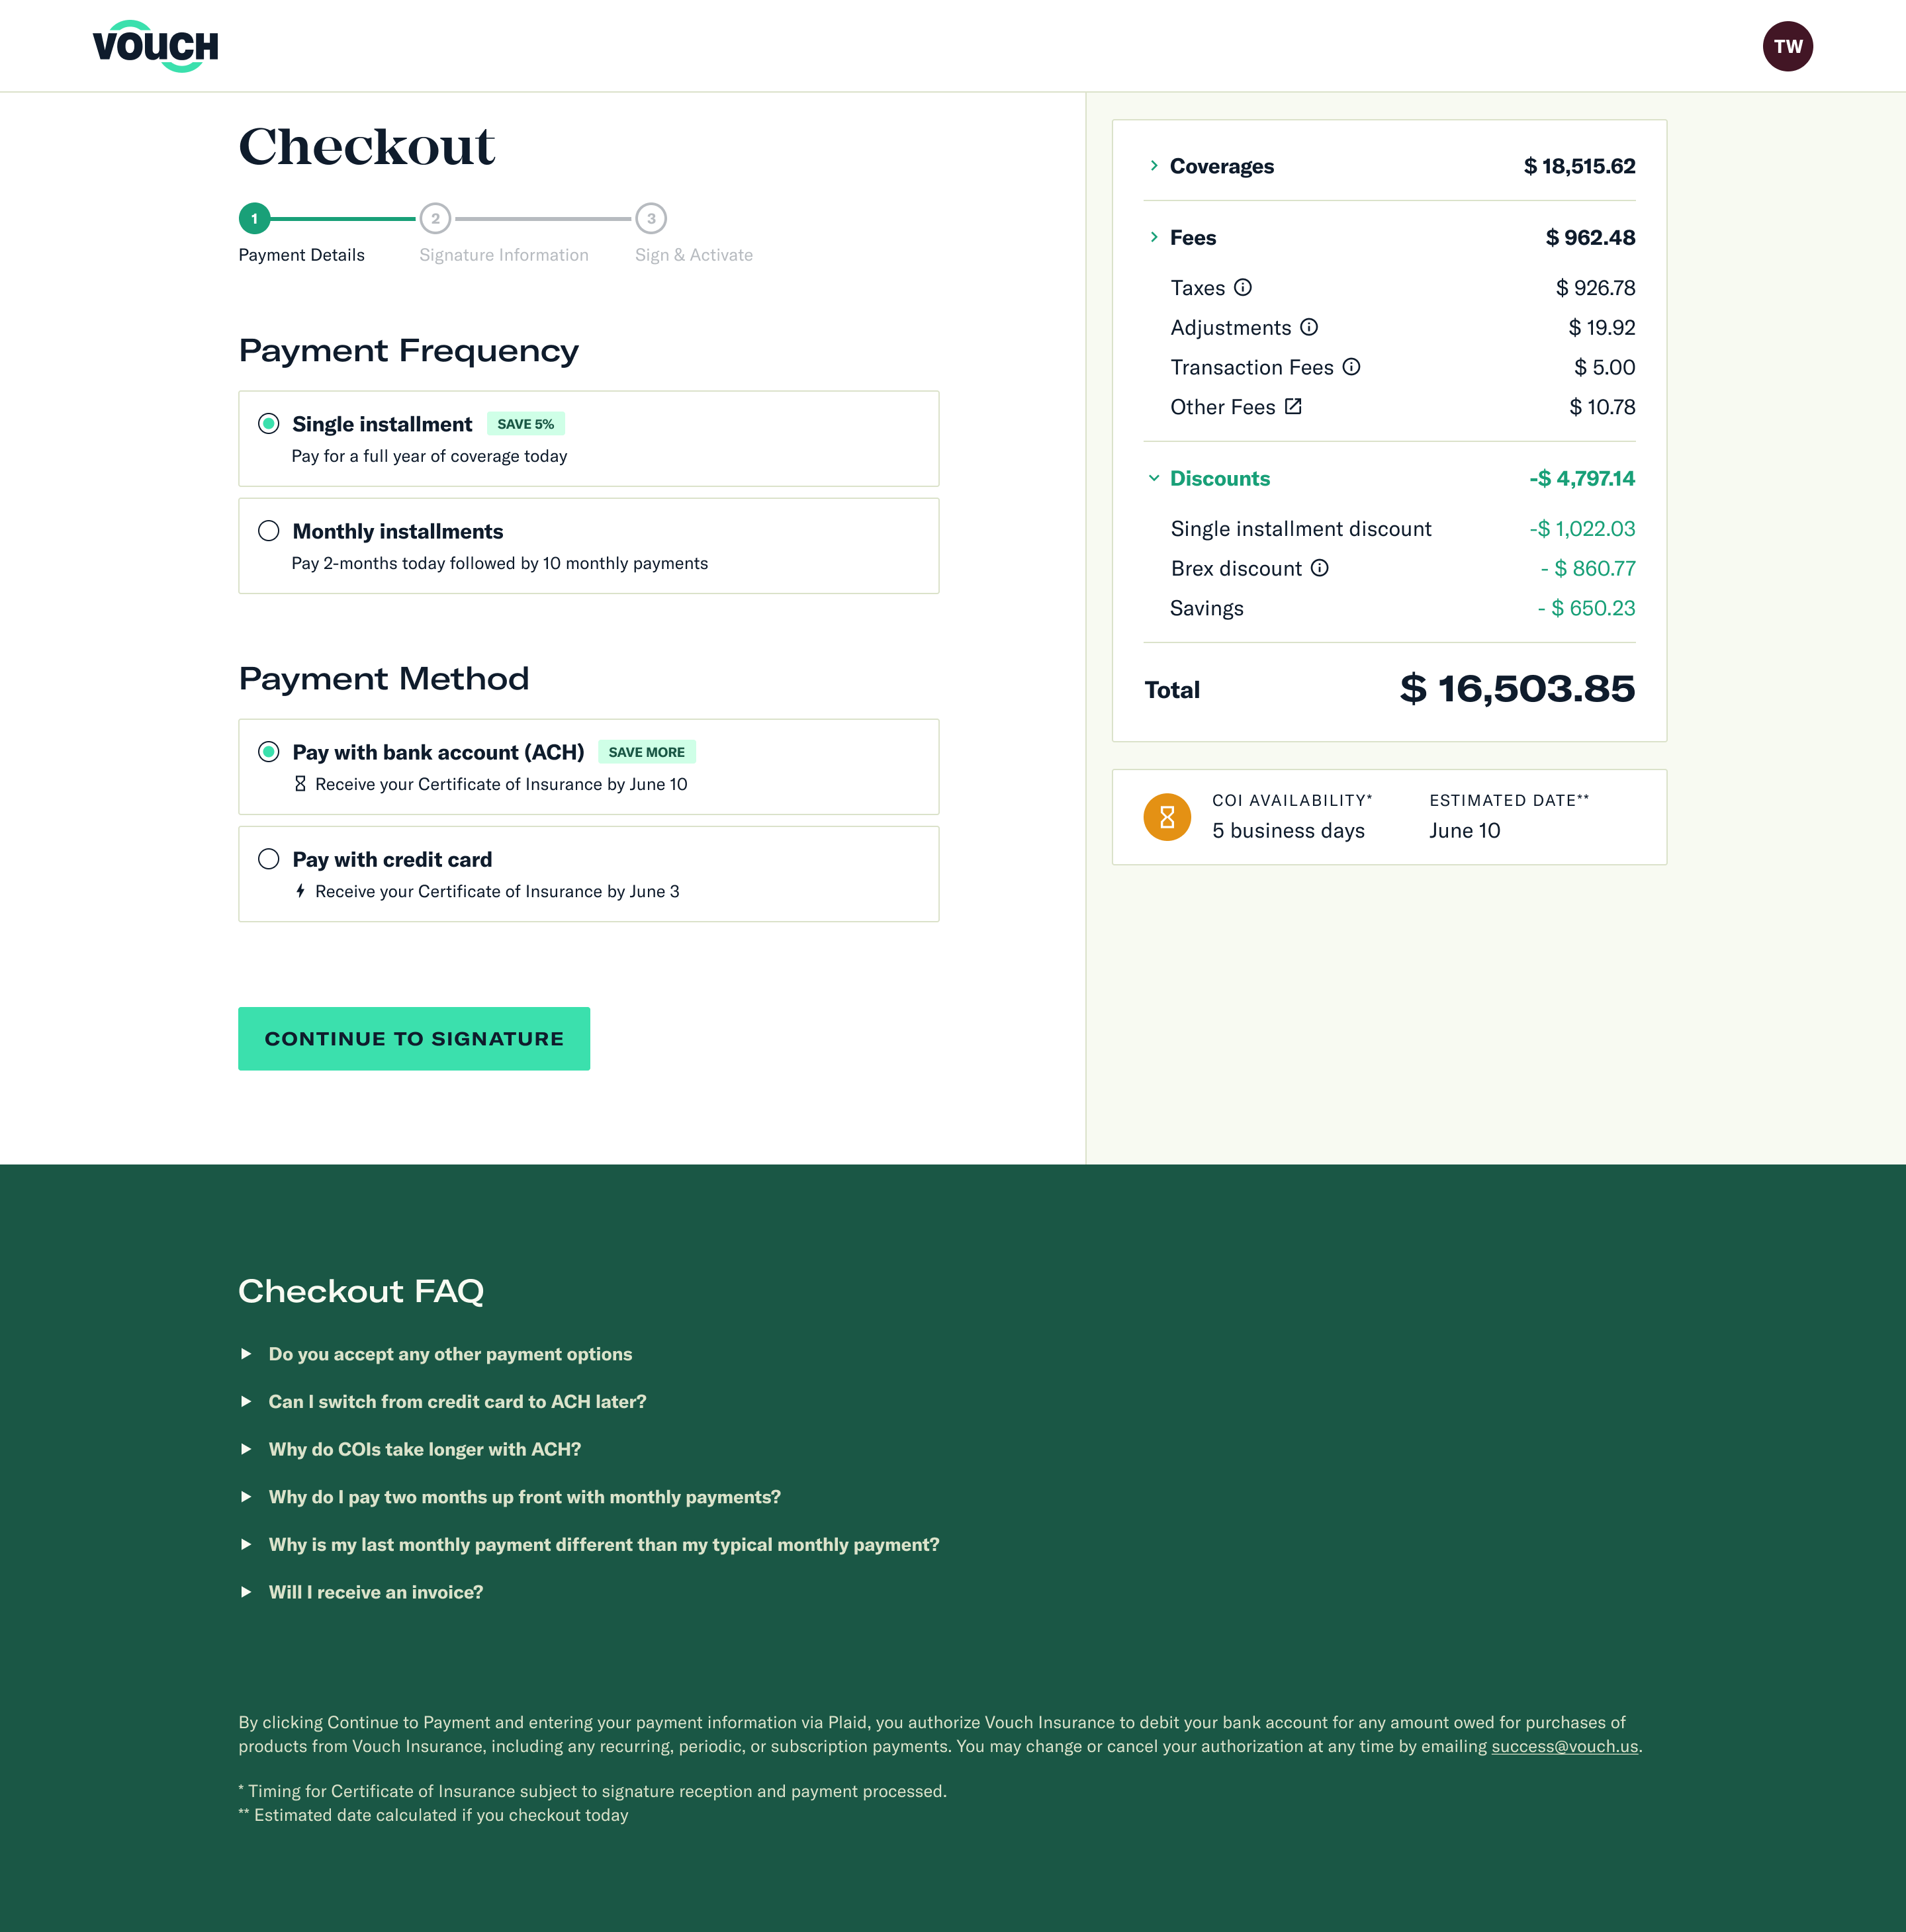 VOUCH
TW
Checkout
1
2
3
Payment Details
Signature Information
Sign & Activate
Payment Frequency
Single installment SAVE 5%
Pay for a full year of coverage today
Monthly installments
Pay 2-months today followed by 10 monthly payments
Payment Method
Pay with bank account (ACH) SAVE MORE
Receive your Certificate of Insurance by June 10
Pay with credit card
Receive your Certificate of Insurance by June 3
CONTINUE TO SIGNATURE
Coverages $ 18,515.62
Fees $ 962.48
Taxes $ 926.78
Adjustments $ 19.92
Transaction Fees $ 5.00
Other Fees $ 10.78
Discounts -$ 4,797.14
Single installment discount -$ 1,022.03
Brex discount - $ 860.77
Savings - $ 650.23
Total $ 16,503.85
COI AVAILABILITY* ESTIMATED DATE**
5 business days June 10
Checkout FAQ
Do you accept any other payment options
Can I switch from credit card to ACH later?
Why do COIs take longer with ACH?
Why do I pay two months up front with monthly payments?
Why is my last monthly payment different than my typical monthly payment?
Will I receive an invoice?
By clicking Continue to Payment and entering your payment information via Plaid, you authorize Vouch Insurance to debit your bank account for any amount owed for purchases of
products from Vouch Insurance, including any recurring, periodic, or subscription payments. You may change or cancel your authorization at any time by emailing success@vouch.us.
* Timing for Certificate of Insurance subject to signature reception and payment processed.
** Estimated date calculated if you checkout today